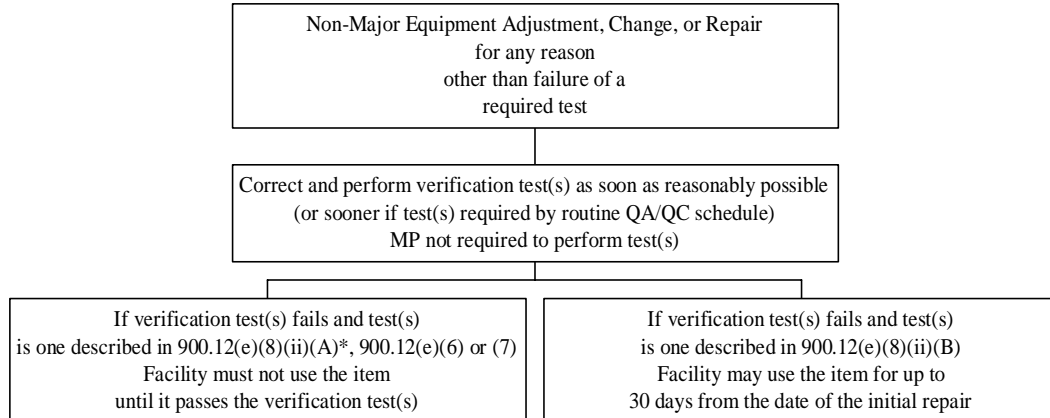 Non-Major Equipment Adjustment, Change, or Repair
for any reason
other than failure of a
required test
Correct and perform verification test(s) as soon as reasonably possible
(or sooner if test(s) required by routine QA/QC schedule)
MP not required to perform test(s)
If verification test(s) fails and test(s)
is one described in 900.12(e)(8)(ii)(A)*, 900.12(e)(6) or (7)
Facility must not use the item
until it passes the verification test(s)
If verification test(s) fails and test(s)
is one described in 900.12(e)(8)(ii)(B)
Facility may use the item for up to
30 days from the date of the initial repair